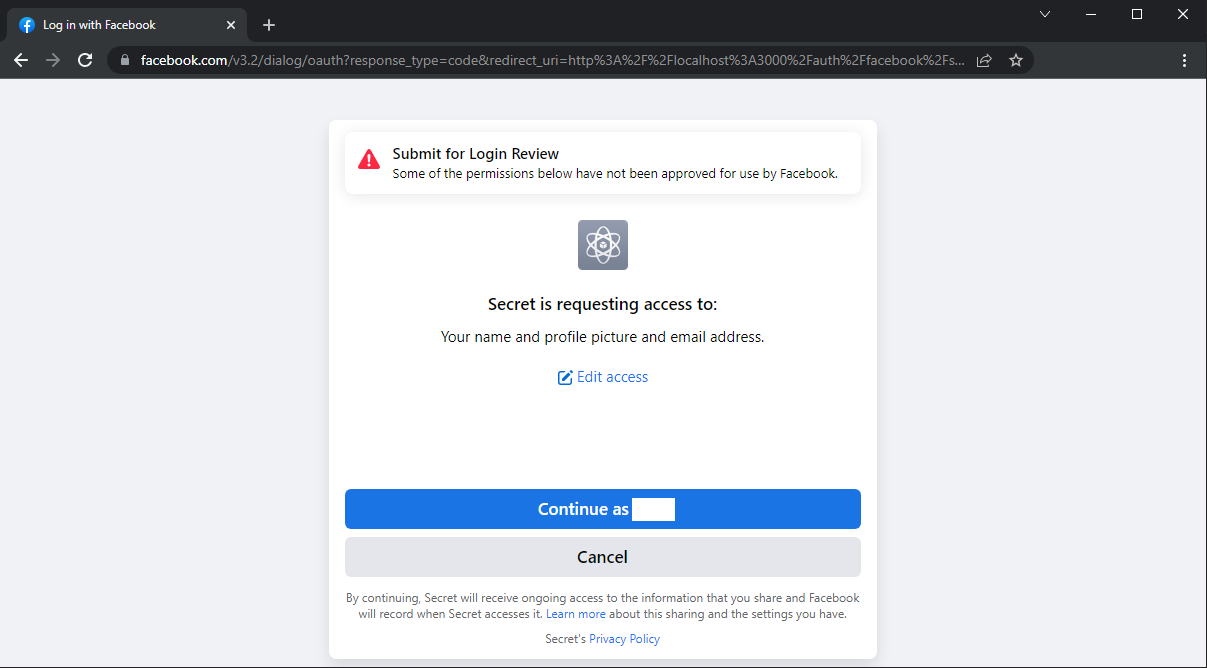 Log in with Facebook
facebook.com/v3.2/dialog/oauth?response_type=code&redirect_uri=http%3A%2F%2Flocalhost%3A3000%2Fauth%2Ffacebook%2Fs...
Submit for Login Review
Some of the permissions below have not been approved for use by Facebook.
Secret is requesting access to:
Your name and profile picture and email address.
Edit access
Continue as
Cancel
By continuing, Secret will receive ongoing access to the information that you share and Facebook
will record when Secret accesses it. Learn more about this sharing and the settings you have.
Secret's Privacy Policy